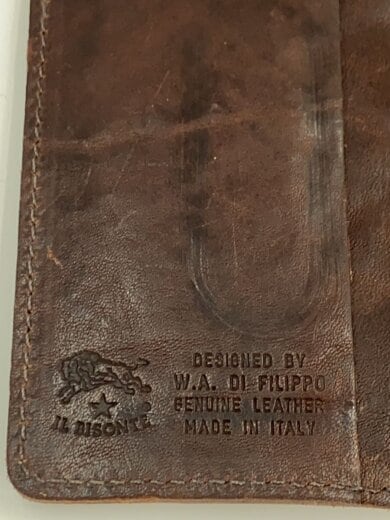 IL BISONTE
DESIGNED BY
W.A. DI FILIPPO
GENUINE LEATHER
MADE IN ITALY